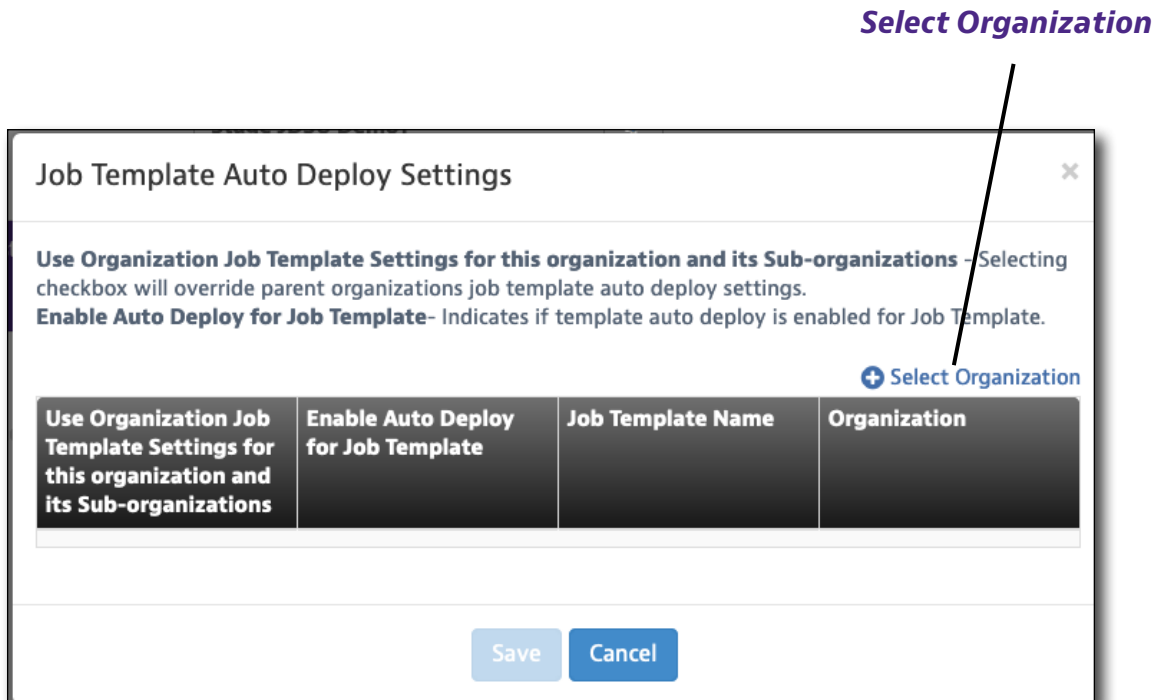 Select Organization
Job Template Auto Deploy Settings
×
Use Organization Job Template Settings for this organization and its Sub-organizations - Selecting
checkbox will override parent organizations job template auto deploy settings.
Enable Auto Deploy for Job Template- Indicates if template auto deploy is enabled for Job Template.
Select Organization
Use Organization Job
Template Settings for
this organization and
its Sub-organizations
Enable Auto Deploy
for Job Template
Job Template Name
Organization
Save
Cancel